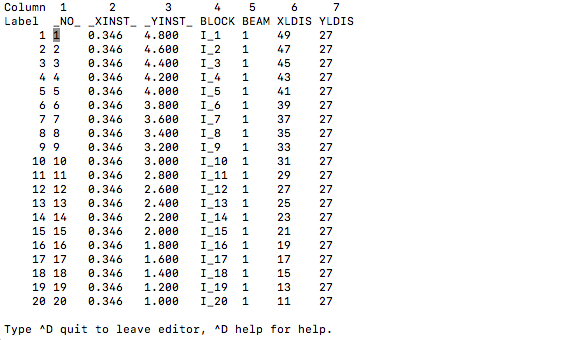 Column 1 2 3 4 5 6 7
Label _NO_ _XINST_ _YINST_ BLOCK BEAM XLDIS YLDIS
1 1 0.346 4.800 I_1 1 49 27
2 2 0.346 4.600 I_2 1 47 27
3 3 0.346 4.400 I_3 1 45 27
4 4 0.346 4.200 I_4 1 43 27
5 5 0.346 4.000 I_5 1 41 27
6 6 0.346 3.800 I_6 1 39 27
7 7 0.346 3.600 I_7 1 37 27
8 8 0.346 3.400 I_8 1 35 27
9 9 0.346 3.200 I_9 1 33 27
10 10 0.346 3.000 I_10 1 31 27
11 11 0.346 2.800 I_11 1 29 27
12 12 0.346 2.600 I_12 1 27 27
13 13 0.346 2.400 I_13 1 25 27
14 14 0.346 2.200 I_14 1 23 27
15 15 0.346 2.000 I_15 1 21 27
16 16 0.346 1.800 I_16 1 19 27
17 17 0.346 1.600 I_17 1 17 27
18 18 0.346 1.400 I_18 1 15 27
19 19 0.346 1.200 I_19 1 13 27
20 20 0.346 1.000 I_20 1 11 27
Type ^D quit to leave editor, ^D help for help.